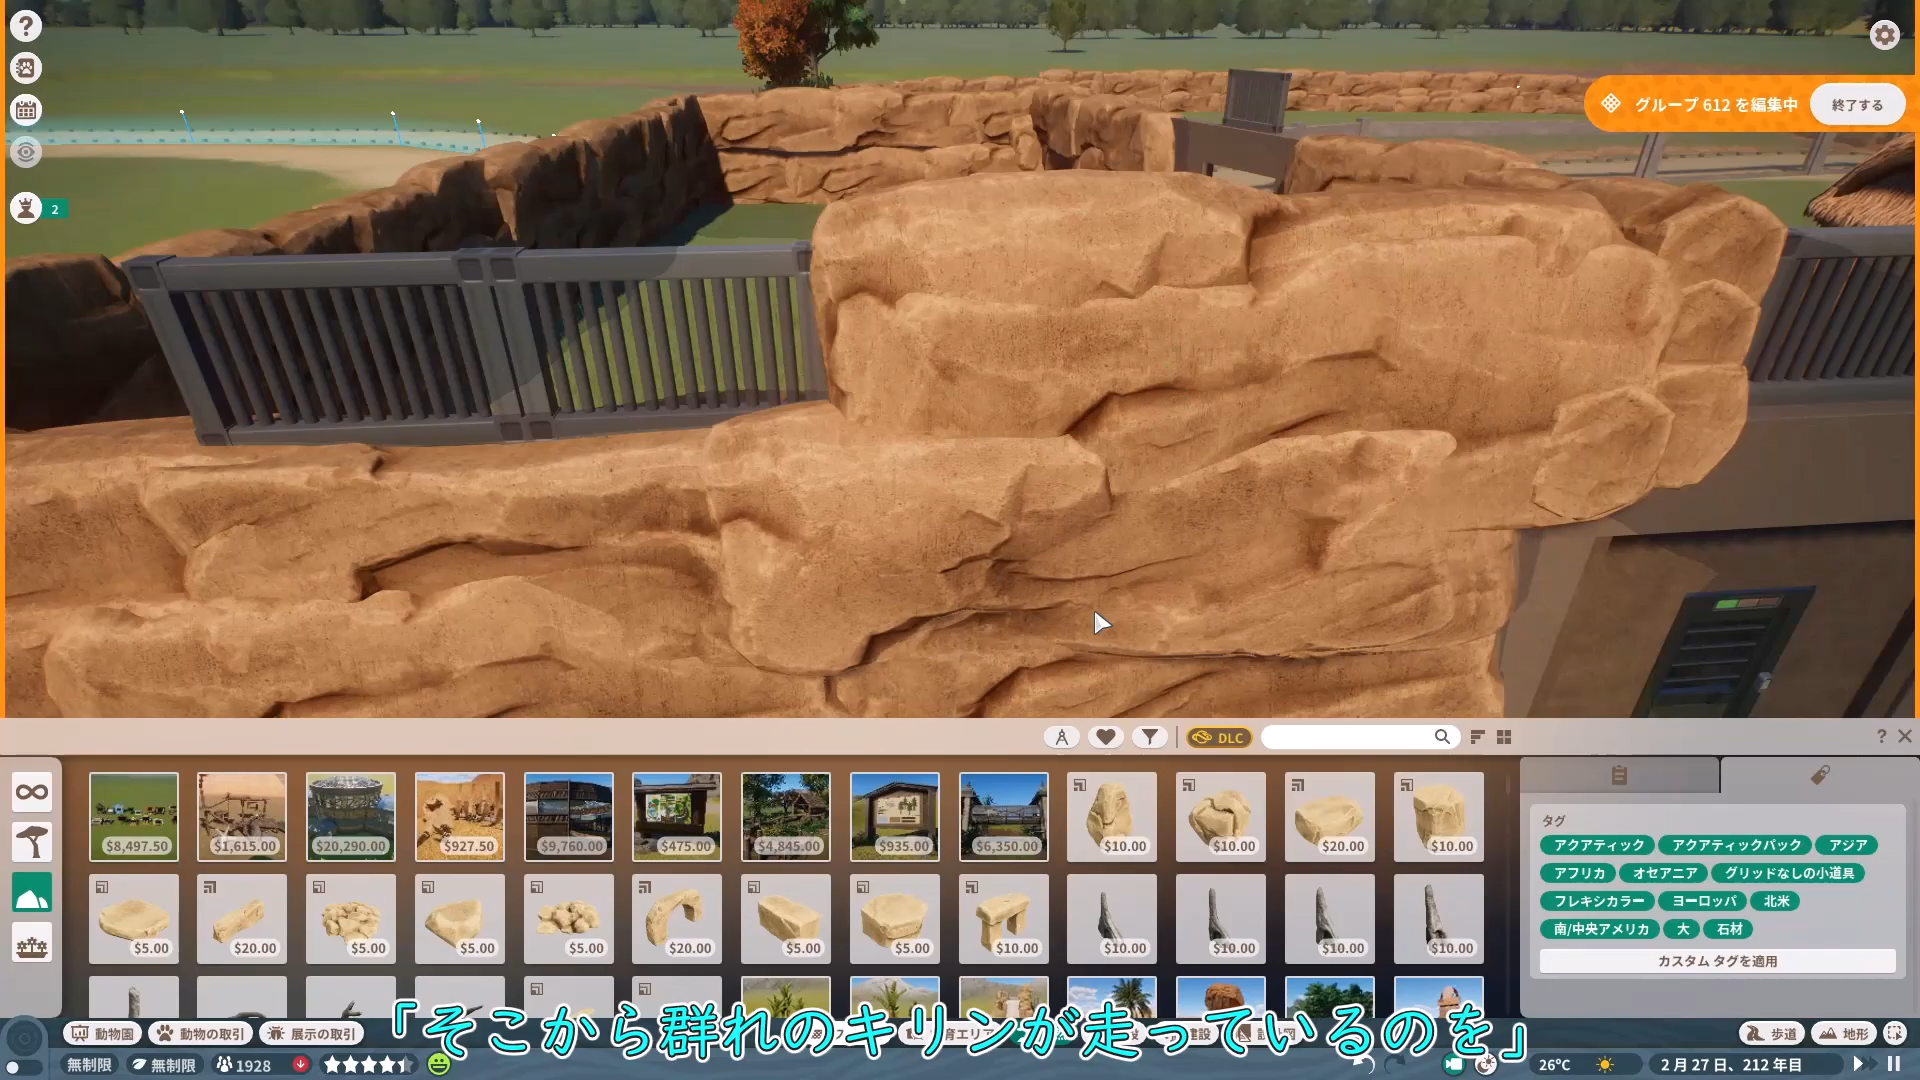 ?
2
グループ 612 を編集中
終了する
DLC
?
$8,497.50
$1,615.00
$20,290.00
$927.50
$9,760.00
$475.00
$4,845.00
$935.00
$6,350.00
$10.00
$10.00
$20.00
$10.00
$5.00
$20.00
$5.00
$5.00
$5.00
$20.00
$5.00
$5.00
$10.00
$10.00
$10.00
$10.00
$10.00
タグ
アクアティック
アクアティックパック
アジア
アフリカ
オセアニア
グリッドなしの小道具
フレキシカラー
ヨーロッパ
北米
南/中央アメリカ
大
石材
カスタム タグを適用
「そこから群れのキリンが走っているのを」
動物園
動物の取引
展示の取引
歩道
地形
無制限
無制限
1928
26°C
2 月 27 日、212 年目